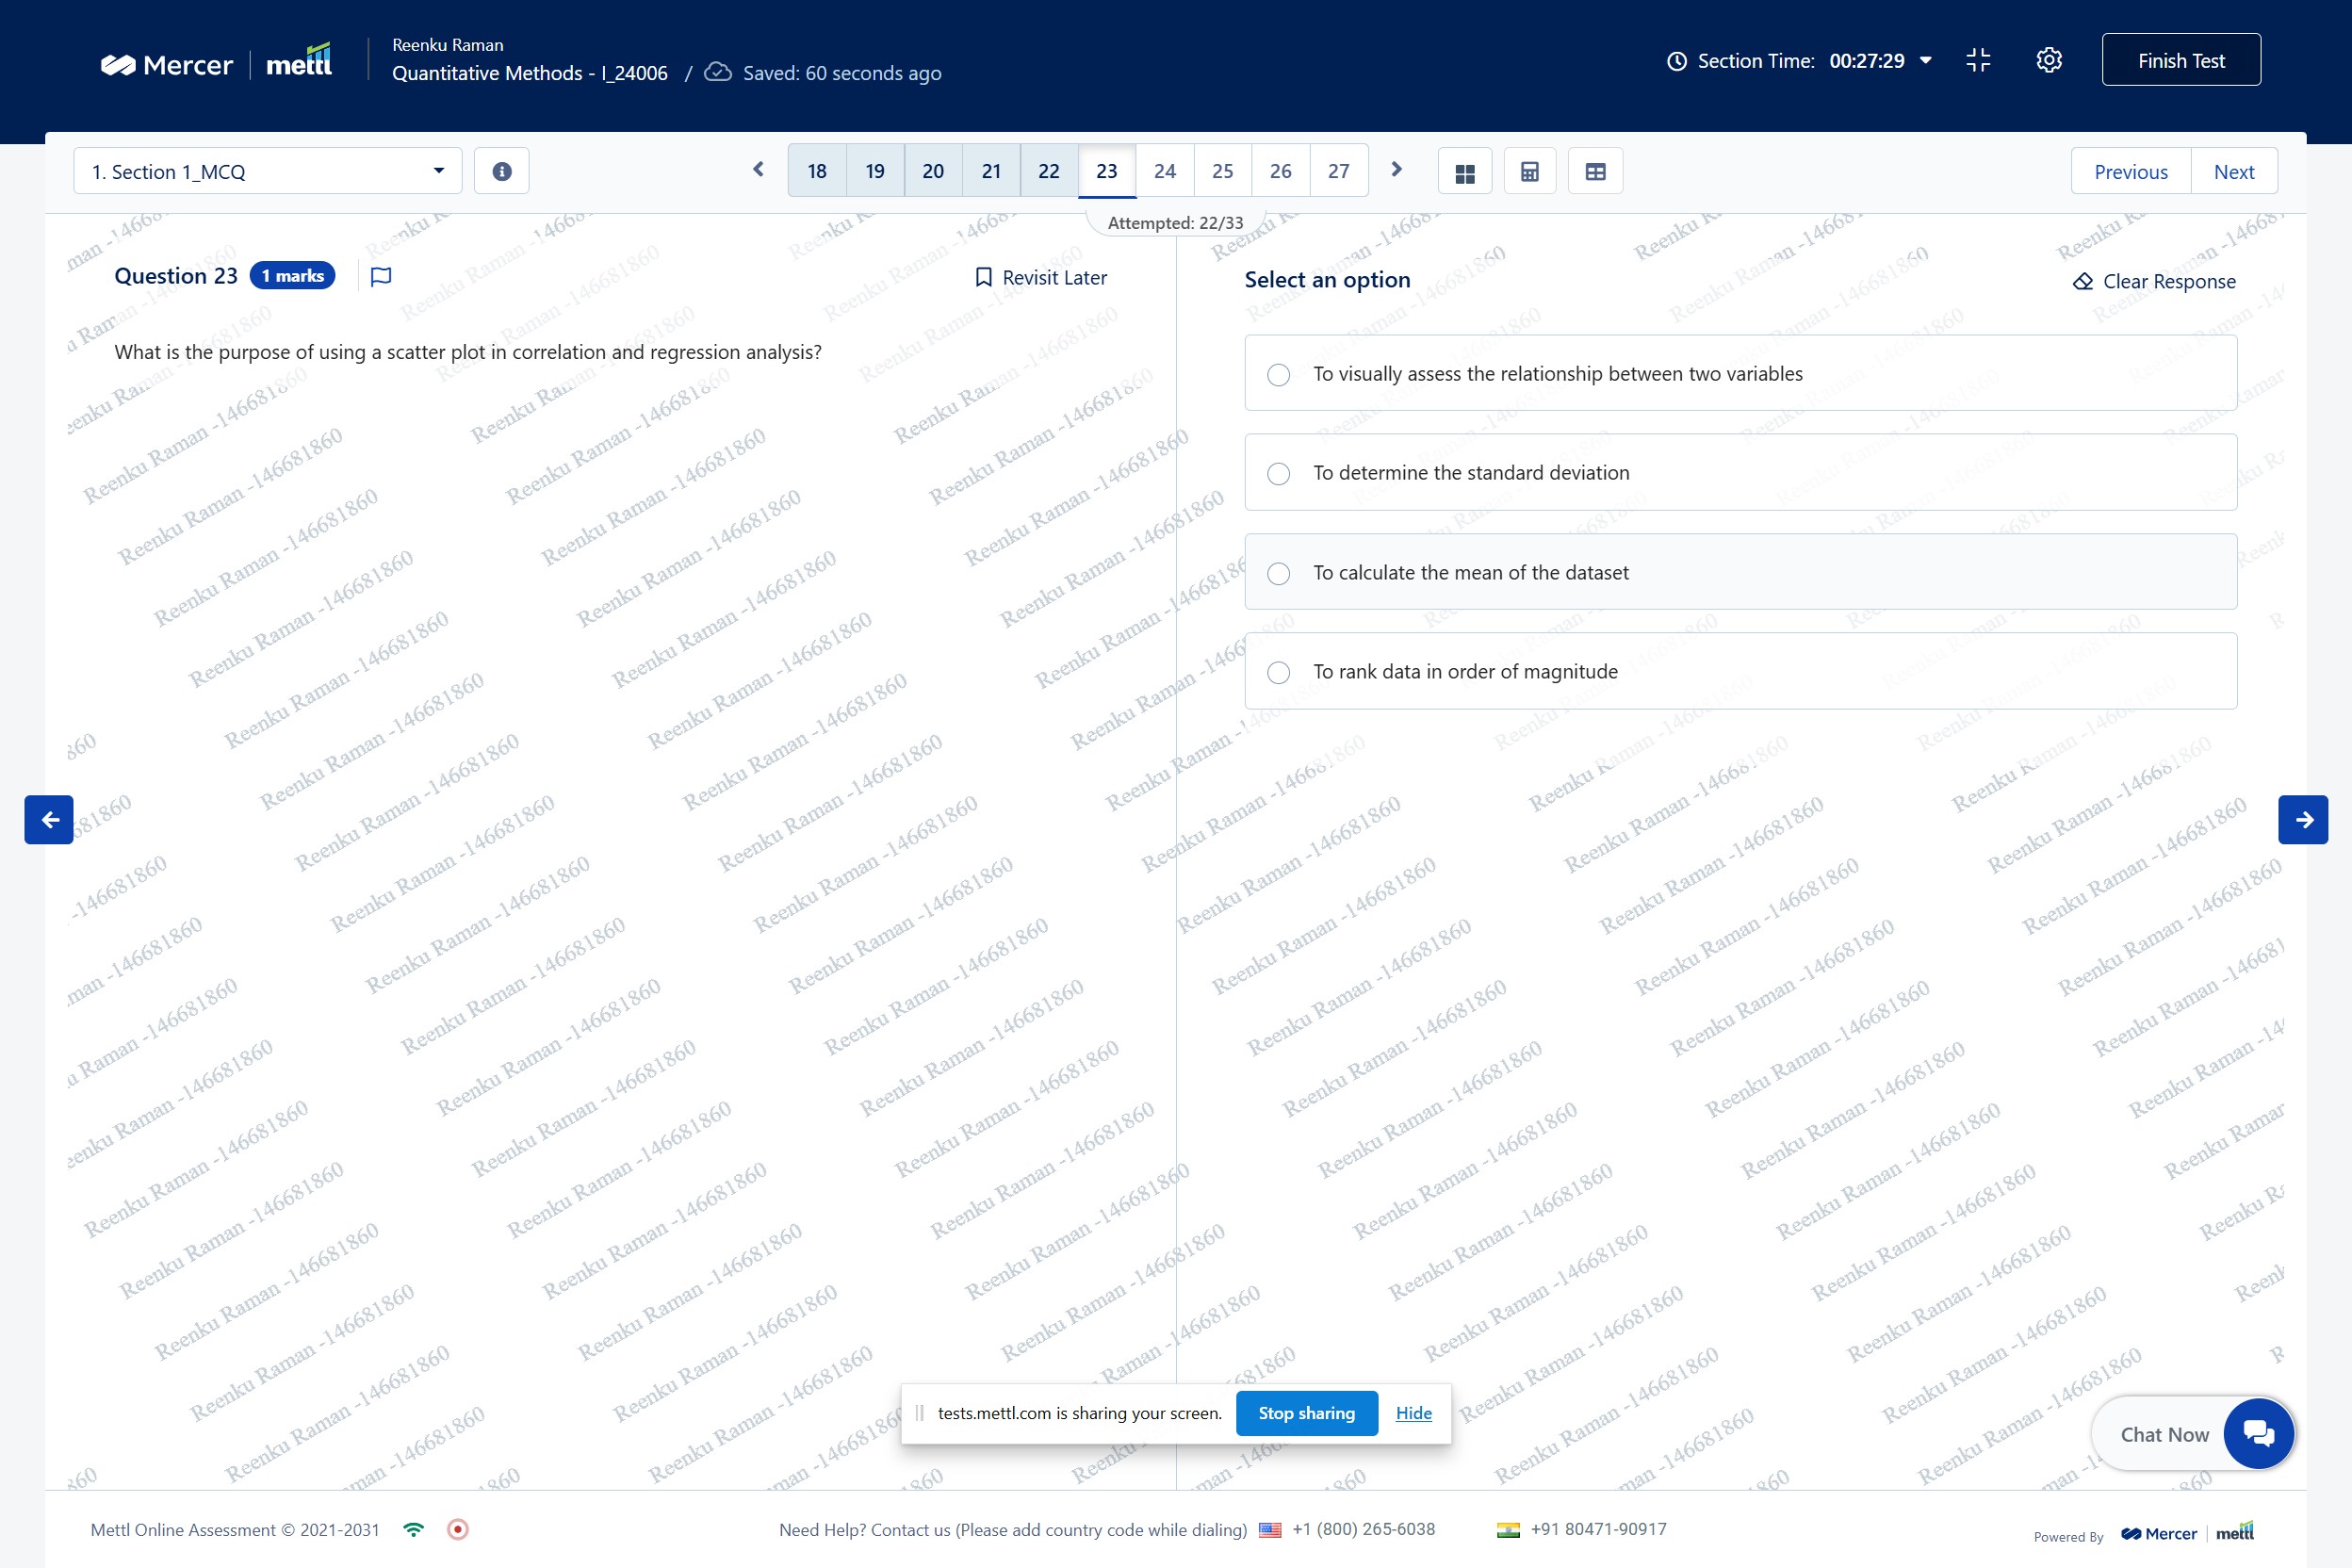 Mercer | mettl
Reenku Raman
Quantitative Methods - I_24006 / Saved: 60 seconds ago
Section Time: 00:27:29
Finish Test
1. Section 1_MCQ
18 19 20 21 22 23 24 25 26 27
Previous Next
Attempted: 22/33
Question 23 1 marks
Revisit Later
What is the purpose of using a scatter plot in correlation and regression analysis?
Select an option
Clear Response
To visually assess the relationship between two variables
To determine the standard deviation
To calculate the mean of the dataset
To rank data in order of magnitude
Reenku Raman -146681860
tests.mettl.com is sharing your screen. Stop sharing Hide
Chat Now
Mettl Online Assessment © 2021-2031
Need Help? Contact us (Please add country code while dialing) +1 (800) 265-6038 +91 80471-90917
Powered By Mercer | mettl